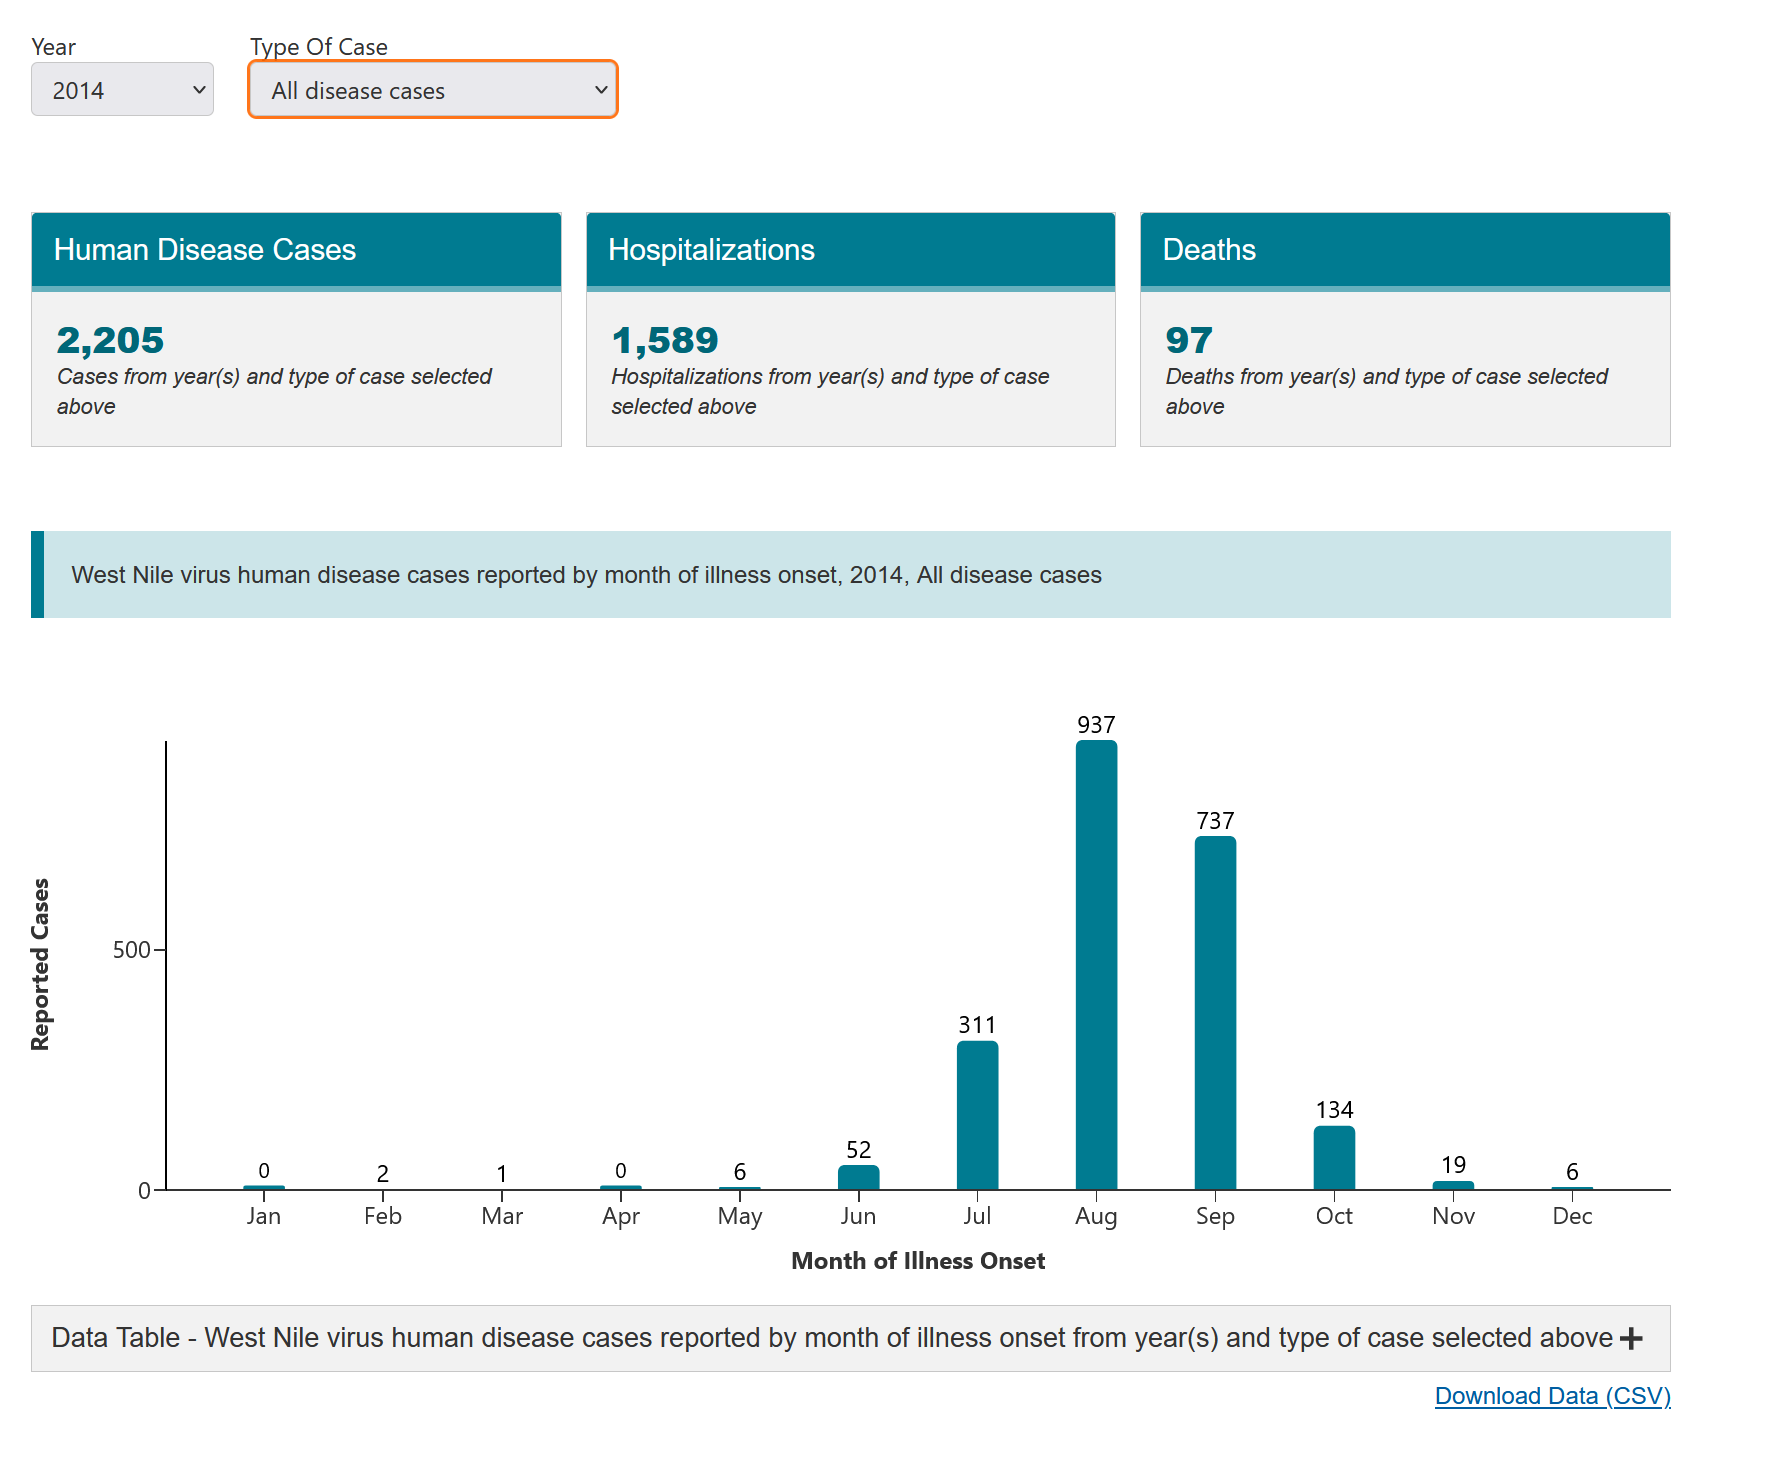 Year
Type Of Case
2014
All disease cases
Human Disease Cases
2,205
Cases from year(s) and type of case selected
above
Hospitalizations
1,589
Hospitalizations from year(s) and type of case
selected above
Deaths
97
Deaths from year(s) and type of case selected
above
West Nile virus human disease cases reported by month of illness onset, 2014, All disease cases
Reported Cases
500
0
0
2
1
0
6
52
311
937
737
134
19
6
Jan
Feb
Mar
Apr
May
Jun
Jul
Aug
Sep
Oct
Nov
Dec
Month of Illness Onset
Data Table - West Nile virus human disease cases reported by month of illness onset from year(s) and type of case selected above
Download Data (CSV)